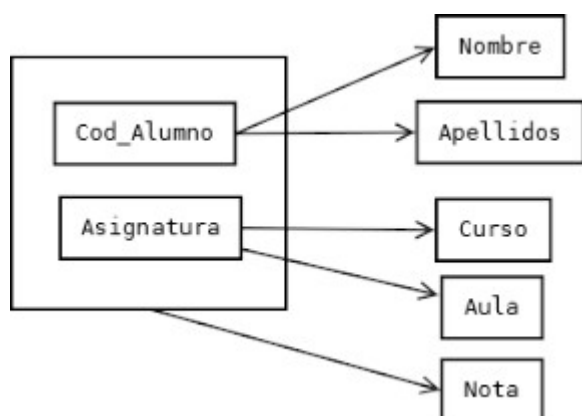 Nombre
Cod_Alumno
Apellidos
Asignatura
Curso
Aula
Nota